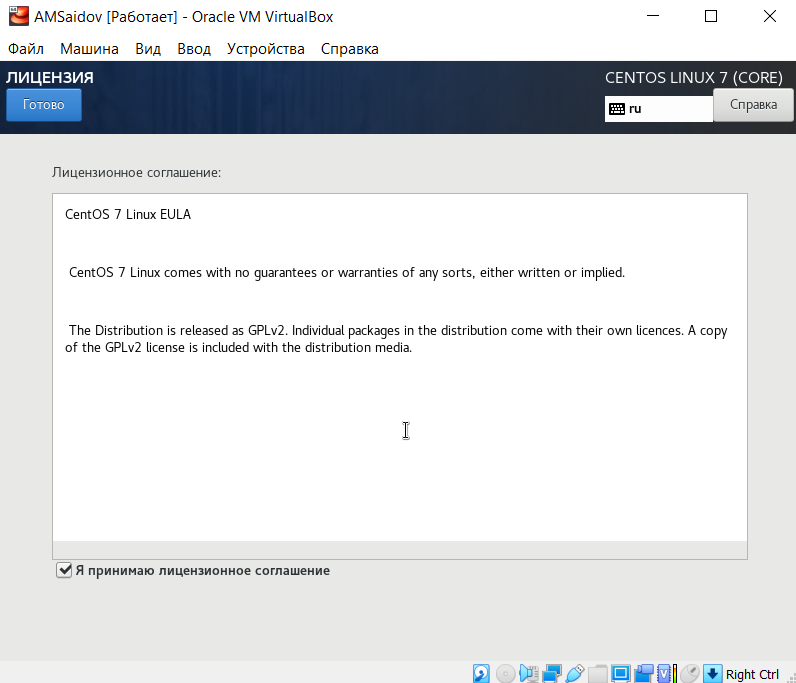 AMSaidov [Работает] - Oracle VM VirtualBox
Файл Машина Вид Ввод Устройства Справка
ЛИЦЕНЗИЯ
CENTOS LINUX 7 (CORE)
Готово
ru
Справка
Лицензионное соглашение:
CentOS 7 Linux EULA
CentOS 7 Linux comes with no guarantees or warranties of any sorts, either written or implied.
The Distribution is released as GPLv2. Individual packages in the distribution come with their own licences. A copy
of the GPLv2 license is included with the distribution media.
Я принимаю лицензионное соглашение
Right Ctrl